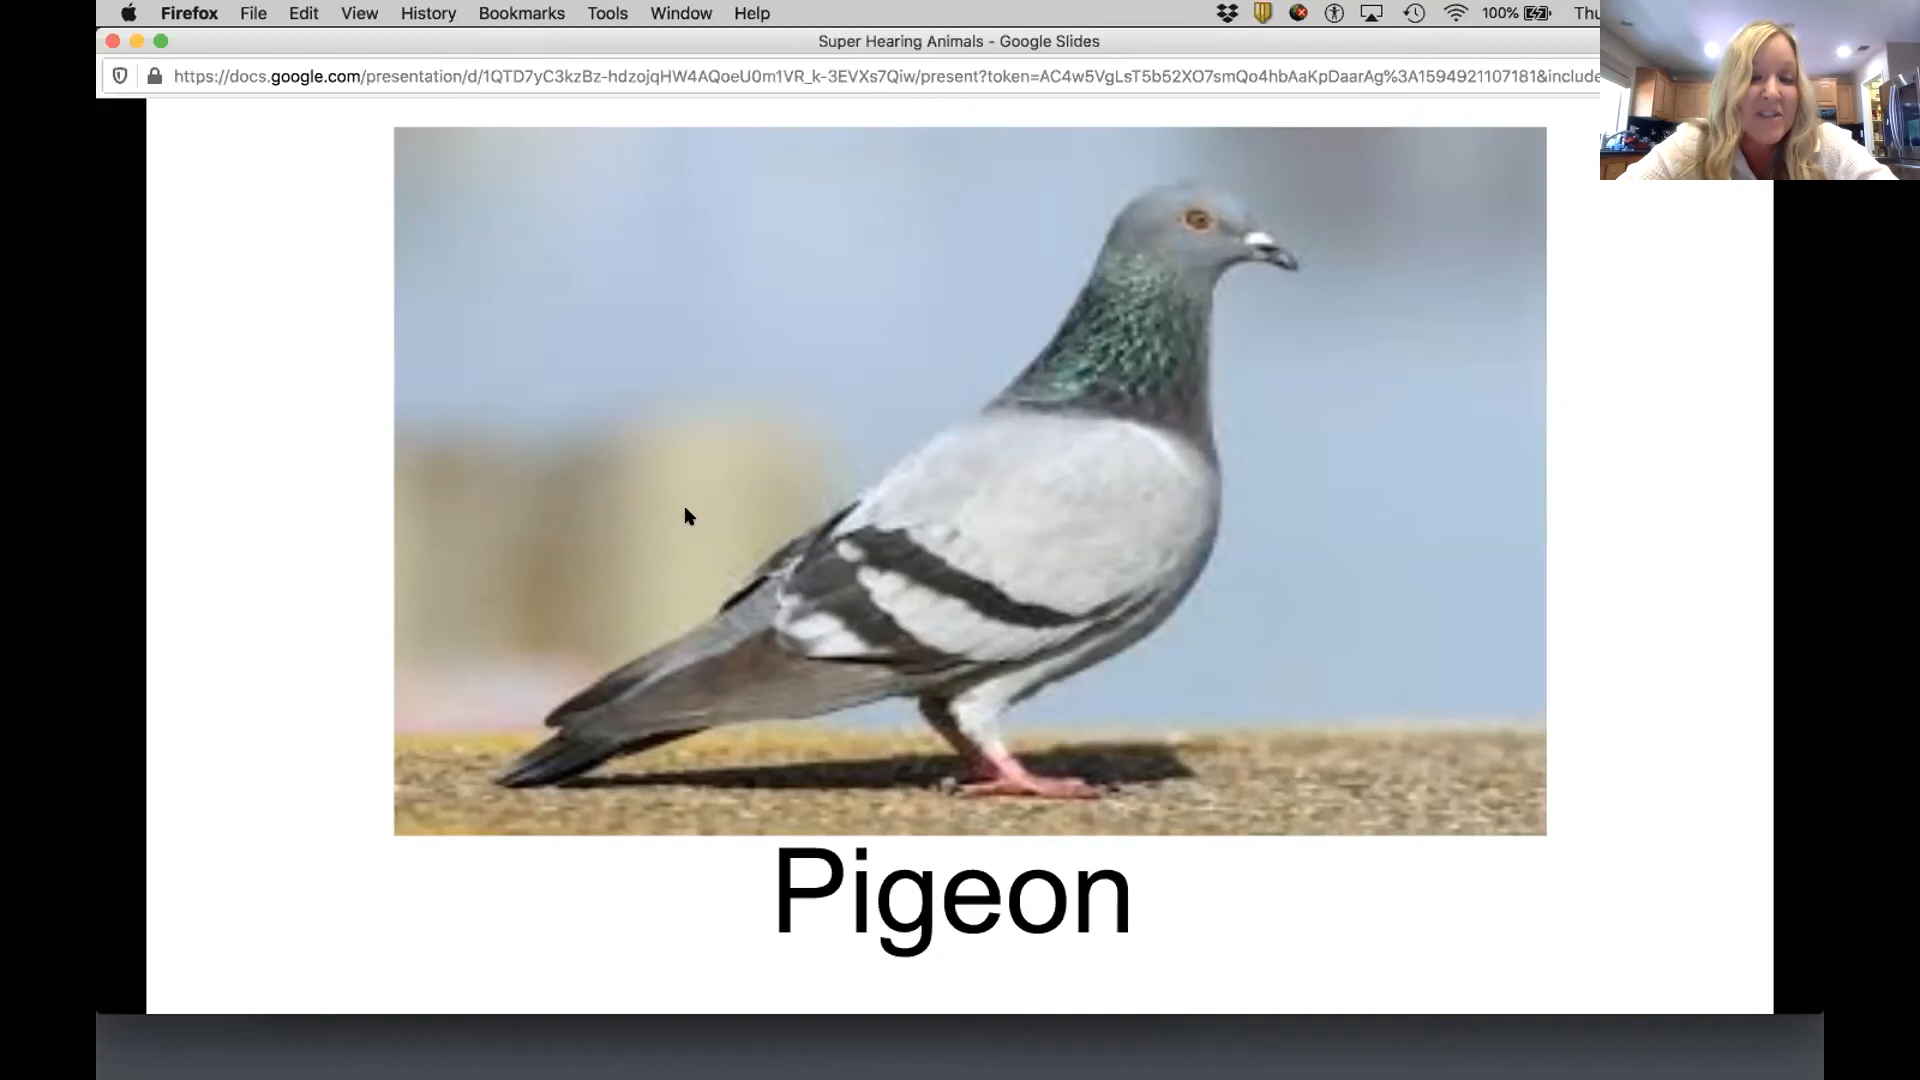 Firefox File Edit View History Bookmarks Tools Window Help 100% Thu
Super Hearing Animals - Google Slides
https://docs.google.com/presentation/d/1QTD7yC3kzBz-hdzojqHW4AQoeU0m1VR_k-3EVXs7Qiw/present?token=AC4w5VgLsT5b52XO7smQo4hbAaKpDaarAg%3A1594921107181&include
Pigeon